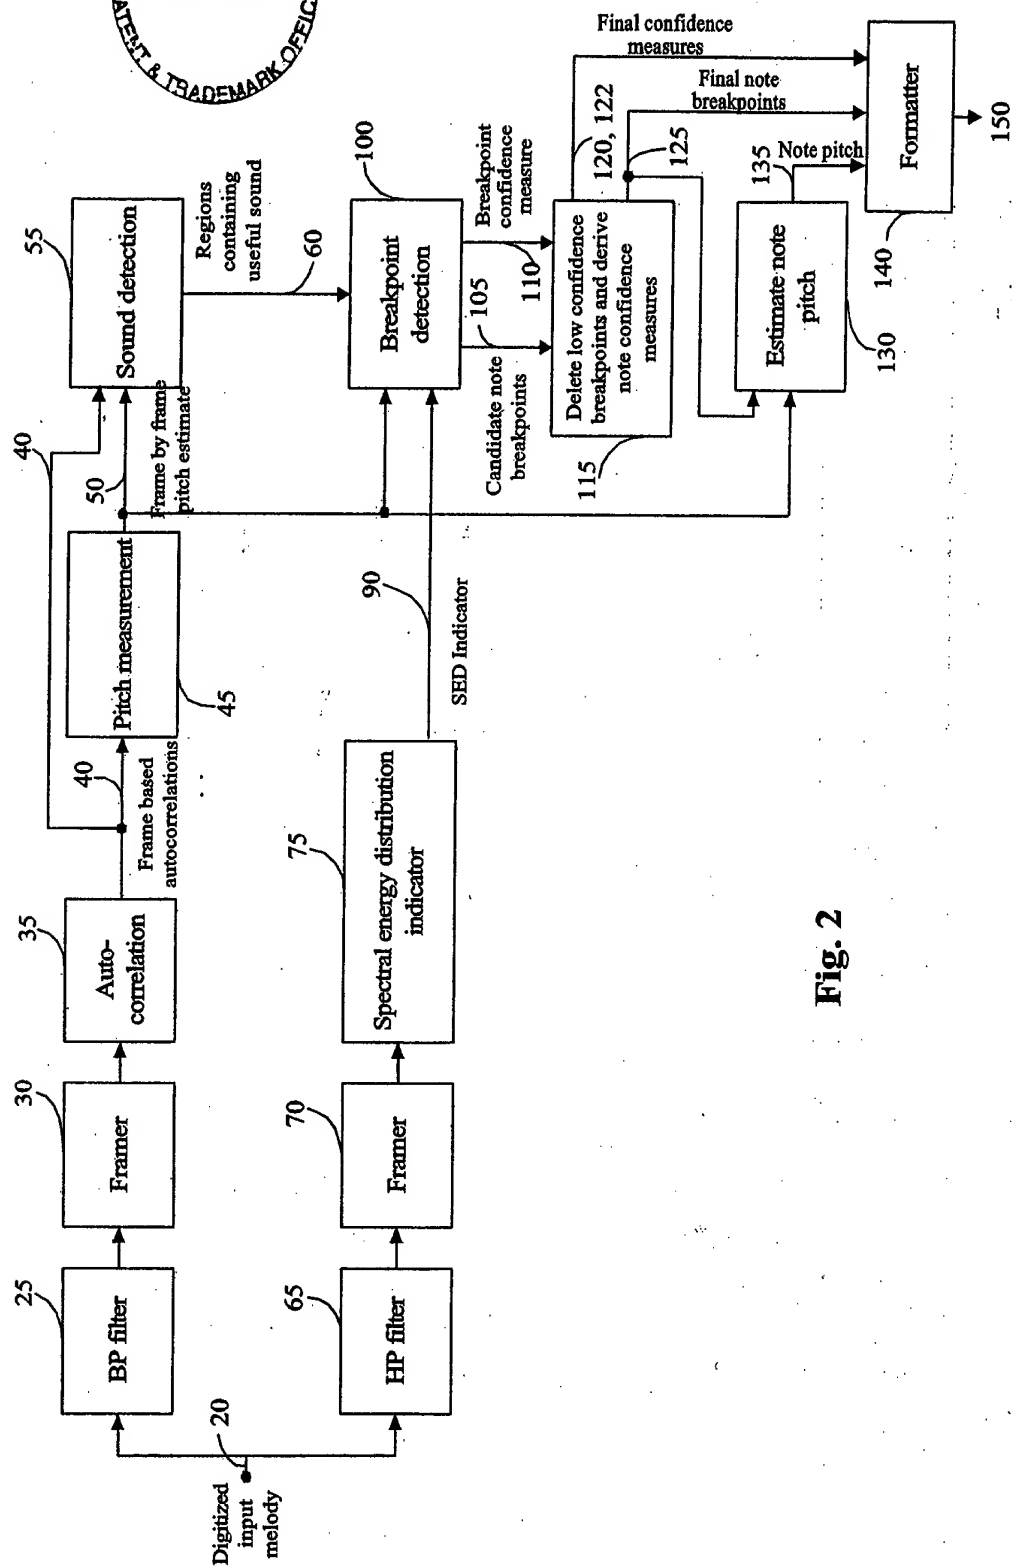 PATENT & TRADEMARK OFFIC
Digitized
input
melody
20
25
BP filter
30
Framer
35
Auto-
correlation
40
Frame based
autocorrelations
40
Pitch measurement
45
50
Frame by frame
pitch estimate
55
Sound detection
Regions
containing
useful sound
60
65
HP filter
70
Framer
75
Spectral energy distribution
indicator
90
SED Indicator
100
Breakpoint
detection
105
Candidate note
breakpoints
Breakpoint
confidence
measure
110
Delete low confidence
breakpoints and derive
note confidence
measures
115
120, 122
Final confidence
measures
125
Final note
breakpoints
Estimate note
pitch
130
135
Note pitch
Formatter
140
150
Fig. 2